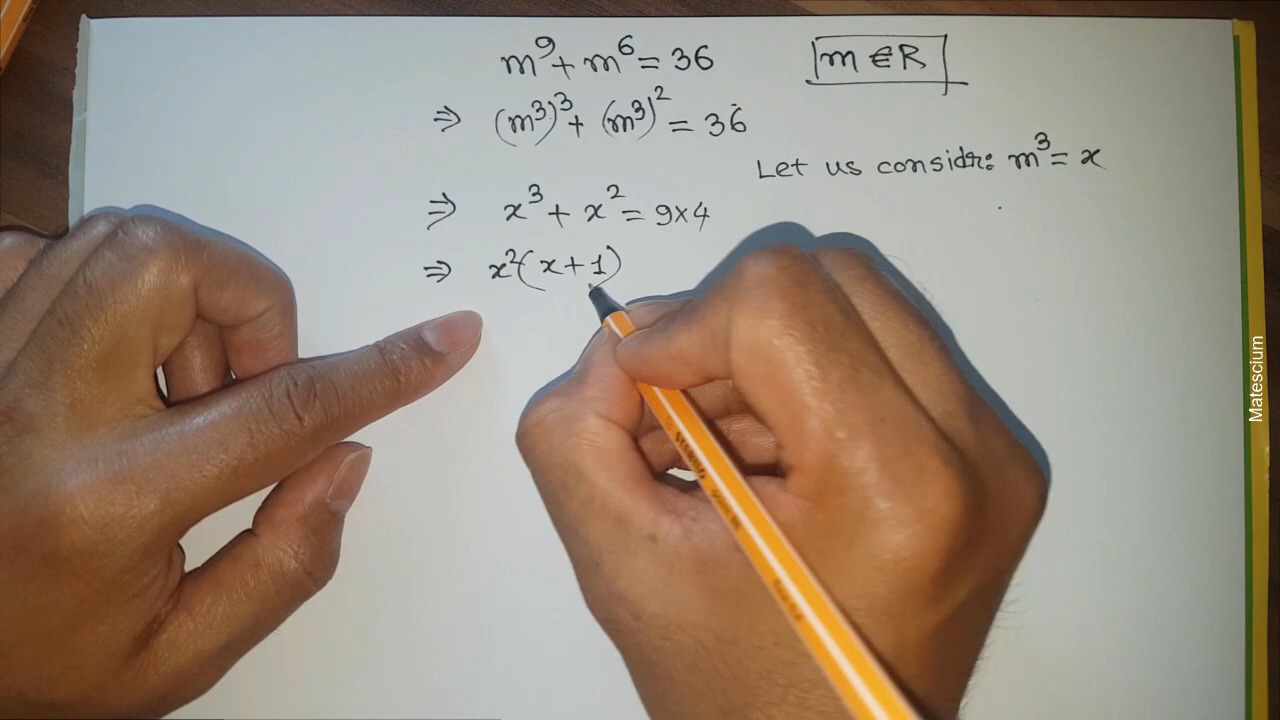 m⁹ + m⁶ = 36
m ∈ R
⇒ (m³)³ + (m³)² = 36
Let us considr: m³ = x
⇒ x³ + x² = 9×4
⇒ x²(x+1)
Matescium